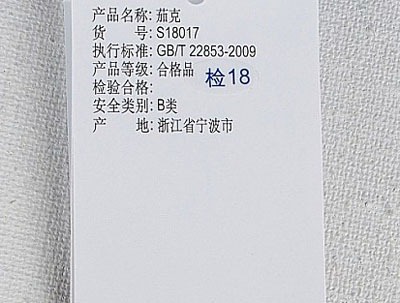 产品名称: 茄克
货　　号: S18017
执行标准: GB/T 22853-2009
产品等级: 合格品
检18
检验合格:
安全类别: B类
产　　地: 浙江省宁波市